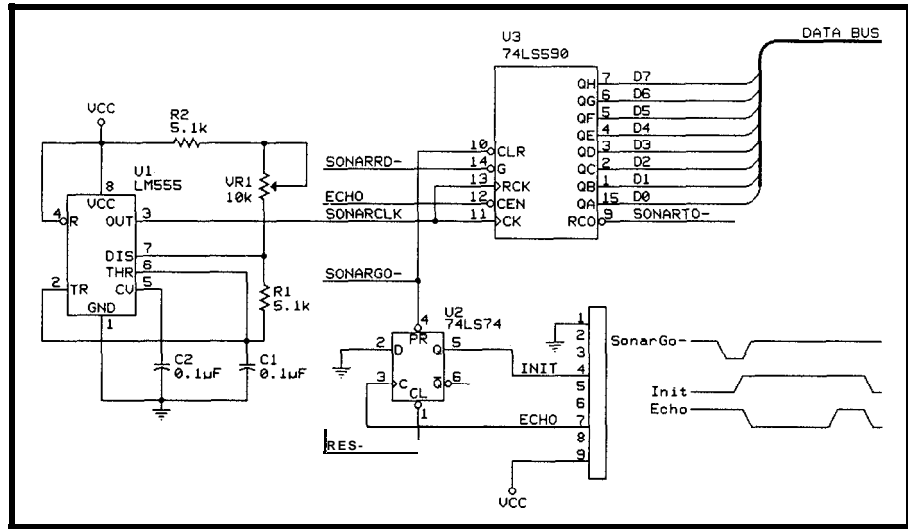 DATA BUS
U3
74LS590
QH 7 D7
QG 6 D6
QF 5 D5
QE 4 D4
QD 3 D3
QC 2 D2
QB 1 D1
QA 15 D0
RCO 9 SONARTO-
10 CLR
14 G
13 RCK
12 CEN
11 CK
SONARRD-
ECHO
SONARCLK
SONARGO-
VCC
R2
5.1k
VR1
10k
U1
LM555
8
VCC
4 R
OUT 3
DIS 7
THR 6
2 TR
CV 5
GND
1
R1
5.1k
C2
0.1µF
C1
0.1µF
U2
74LS74
4
PR
2 D
Q 5
3 C
Q 6
CL
1
RES-
INIT
ECHO
VCC
1
2
3
4
5
6
7
8
9
SonarGo-
Init
Echo